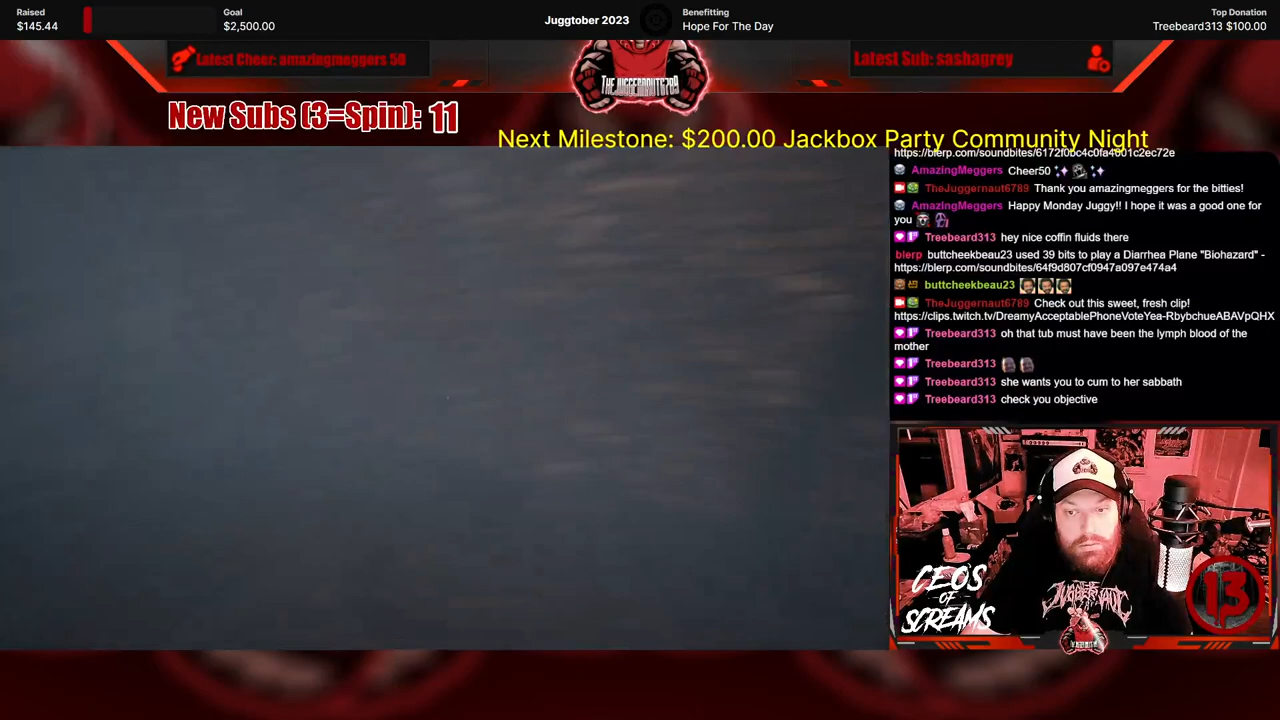 Raised
$145.44
Goal
$2,500.00
Juggtober 2023
Benefitting
Hope For The Day
Top Donation
Treebeard313 $100.00
Latest Cheer: amazingmeggers 50
THEJUGGERNAUT6789
Latest Sub: sashagrey
New Subs (3=Spin): 11
Next Milestone: $200.00 Jackbox Party Community Night
https://blerp.com/soundbites/6172f0bc4c0fa4801c2ec72e
AmazingMeggers Cheer50
TheJuggernaut6789 Thank you amazingmeggers for the bitties!
AmazingMeggers Happy Monday Juggy!! I hope it was a good one for
you
Treebeard313 hey nice coffin fluids there
blerp buttcheekbeau23 used 39 bits to play a Diarrhea Plane "Biohazard" -
https://blerp.com/soundbites/64f9d807cf0947a097e474a4
buttcheekbeau23
TheJuggernaut6789 Check out this sweet, fresh clip!
https://clips.twitch.tv/DreamyAcceptablePhoneVoteYea-RbybchueABAVpQHX
Treebeard313 oh that tub must have been the lymph blood of the
mother
Treebeard313
Treebeard313 she wants you to cum to her sabbath
Treebeard313 check you objective
CEOS
OF
SCREAMS
THE
JUGGERNAUT
13